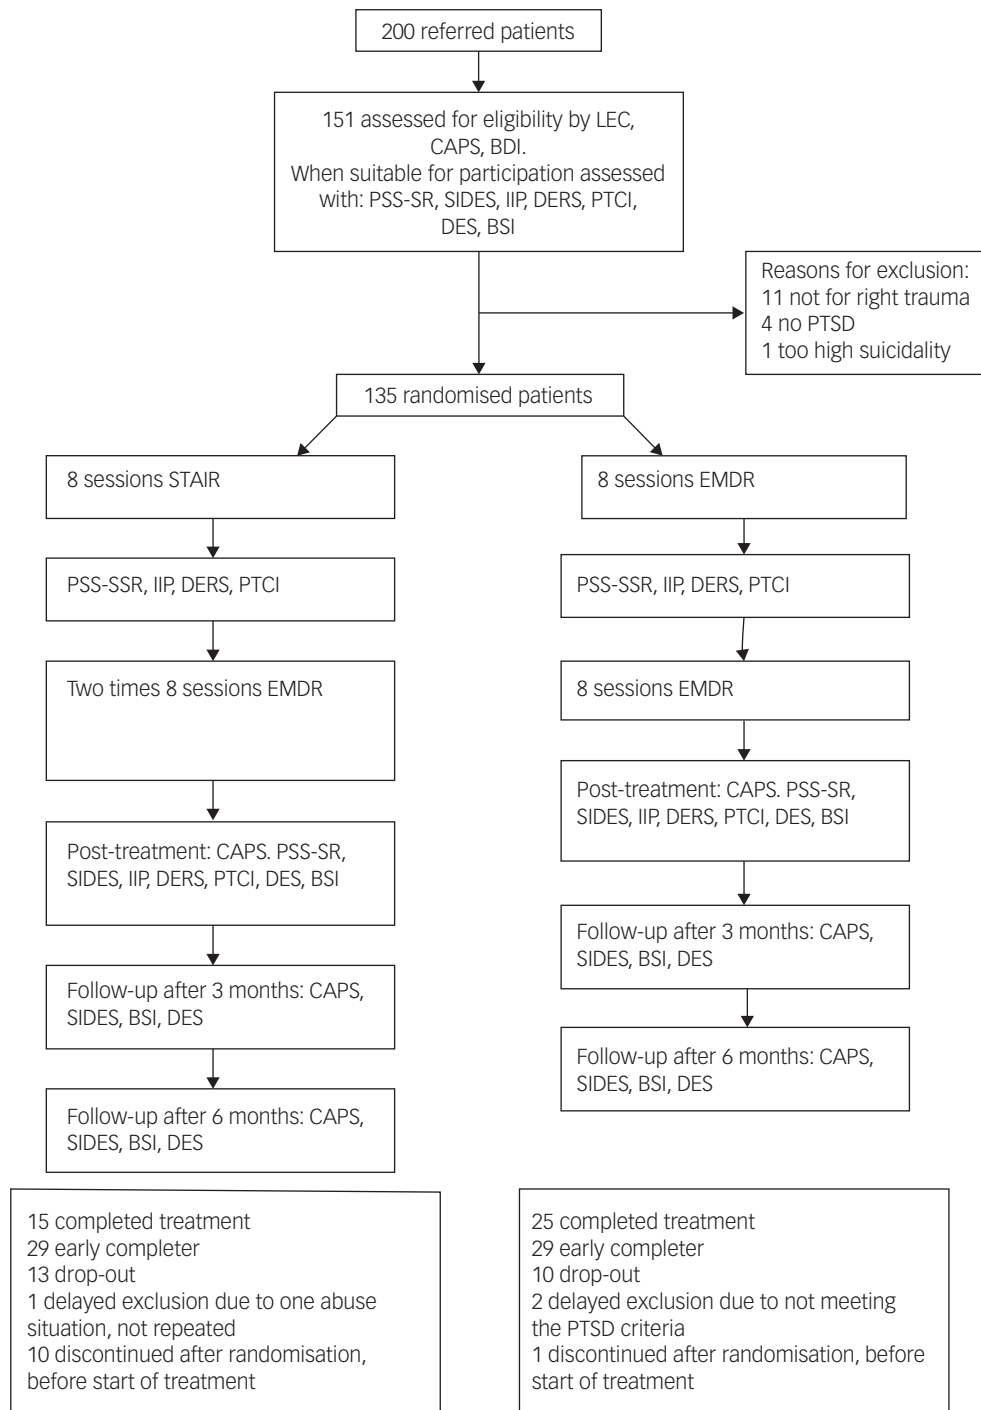 200 referred patients
151 assessed for eligibility by LEC,
CAPS, BDI.
When suitable for participation assessed
with: PSS-SR, SIDES, IIP, DERS, PTCI,
DES, BSI
Reasons for exclusion:
11 not for right trauma
4 no PTSD
1 too high suicidality
135 randomised patients
8 sessions STAIR
PSS-SSR, IIP, DERS, PTCI
Two times 8 sessions EMDR
Post-treatment: CAPS. PSS-SR,
SIDES, IIP, DERS, PTCI, DES, BSI
Follow-up after 3 months: CAPS,
SIDES, BSI, DES
Follow-up after 6 months: CAPS,
SIDES, BSI, DES
15 completed treatment
29 early completer
13 drop-out
1 delayed exclusion due to one abuse
situation, not repeated
10 discontinued after randomisation,
before start of treatment
8 sessions EMDR
PSS-SSR, IIP, DERS, PTCI
8 sessions EMDR
Post-treatment: CAPS. PSS-SR,
SIDES, IIP, DERS, PTCI, DES, BSI
Follow-up after 3 months: CAPS,
SIDES, BSI, DES
Follow-up after 6 months: CAPS,
SIDES, BSI, DES
25 completed treatment
29 early completer
10 drop-out
2 delayed exclusion due to not meeting
the PTSD criteria
1 discontinued after randomisation, before
start of treatment